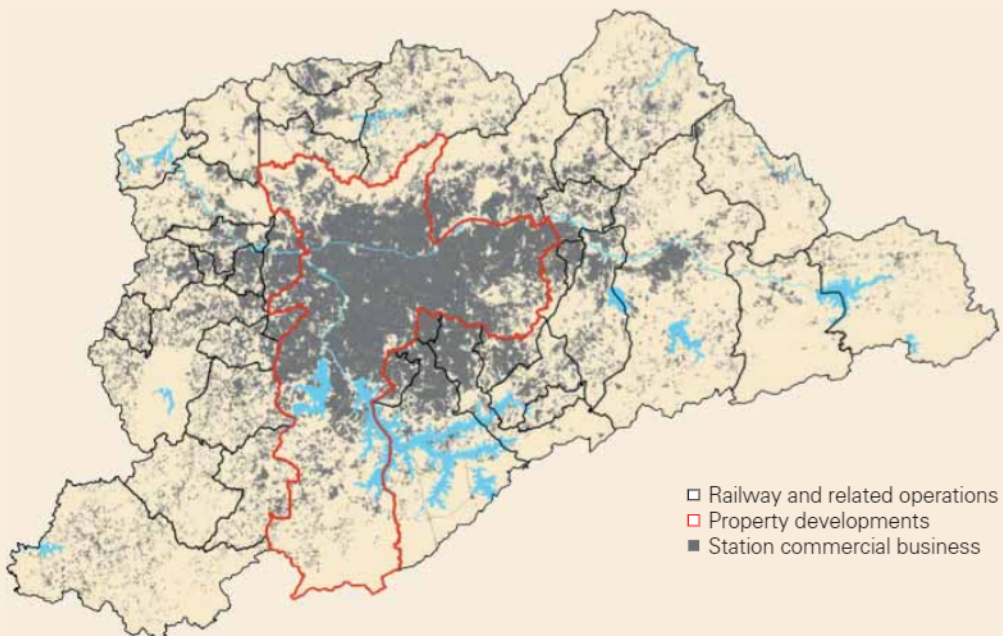 Railway and related operations
Property developments
Station commercial business